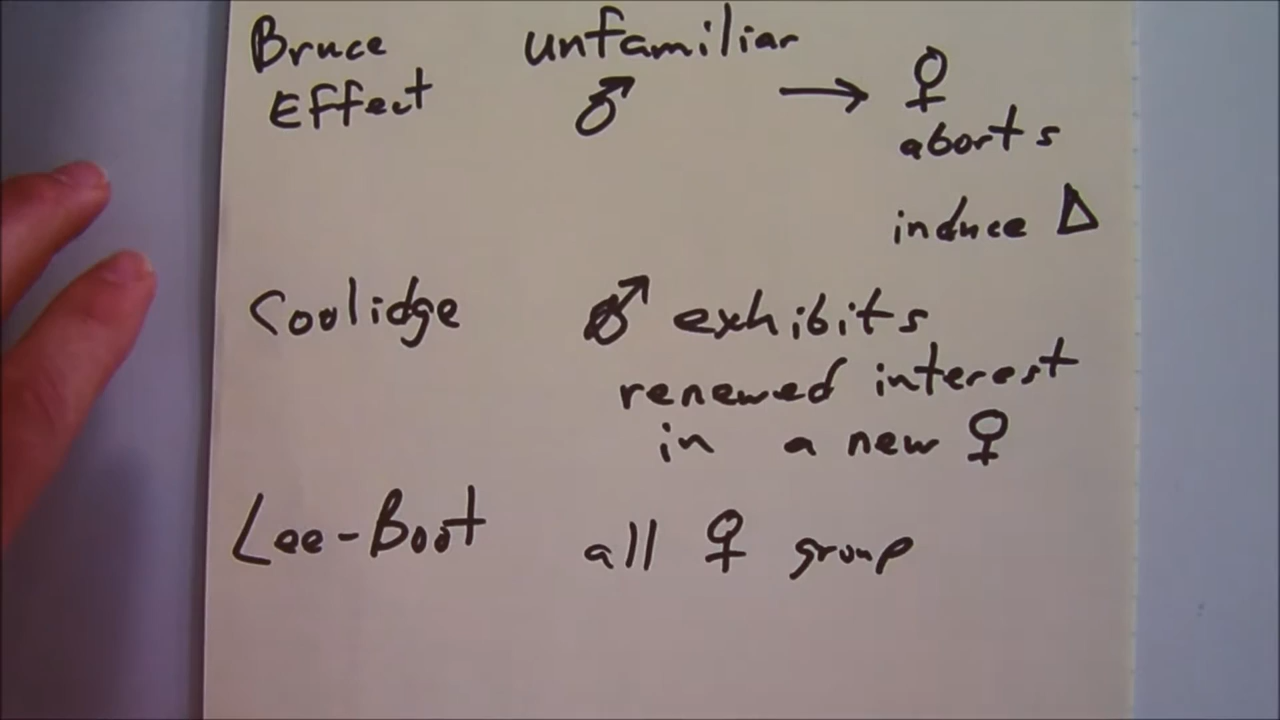 Bruce unfamiliar
Effect ♂ → ♀
aborts
induce Δ
Coolidge ♂ exhibits
renewed interest
in a new ♀
Lee-Boot all ♀ group